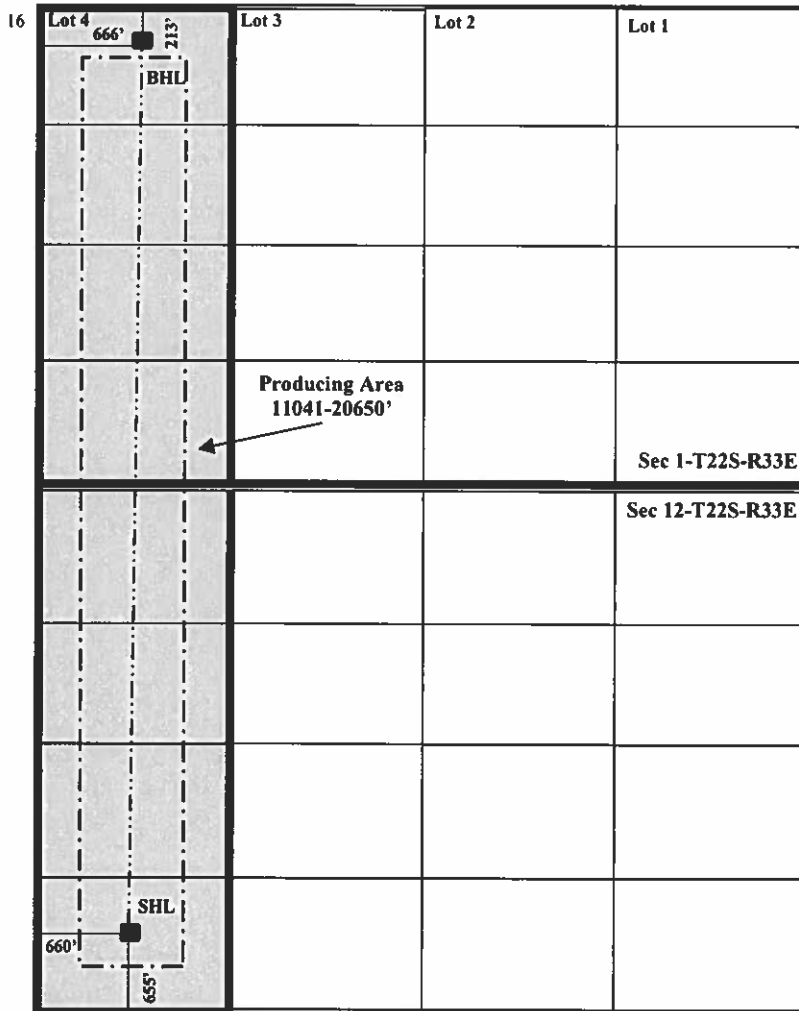 16
Lot 4
Lot 3
Lot 2
Lot 1
666'
213'
BHL
Producing Area
11041-20650'
Sec 1-T22S-R33E
Sec 12-T22S-R33E
SHL
660'
655'